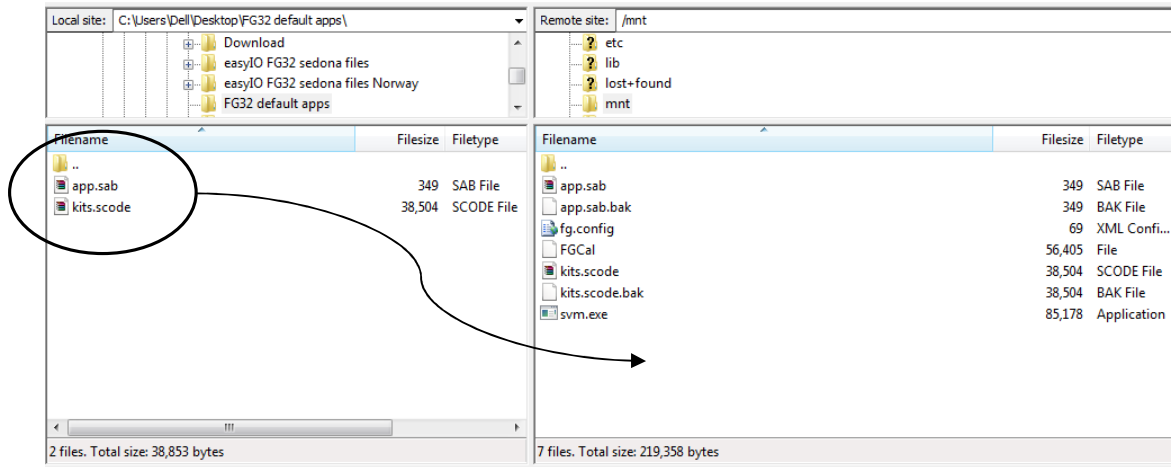 Local site: C:\Users\Dell\Desktop\FG32 default apps\
Download
easyIO FG32 sedona files
easyIO FG32 sedona files Norway
FG32 default apps
Filename Filesize Filetype
..
app.sab 349 SAB File
kits.scode 38,504 SCODE File
2 files. Total size: 38,853 bytes
Remote site: /mnt
etc
lib
lost+found
mnt
Filename Filesize Filetype
..
app.sab 349 SAB File
app.sab.bak 349 BAK File
fg.config 69 XML Confi...
FGCal 56,405 File
kits.scode 38,504 SCODE File
kits.scode.bak 38,504 BAK File
svm.exe 85,178 Application
7 files. Total size: 219,358 bytes